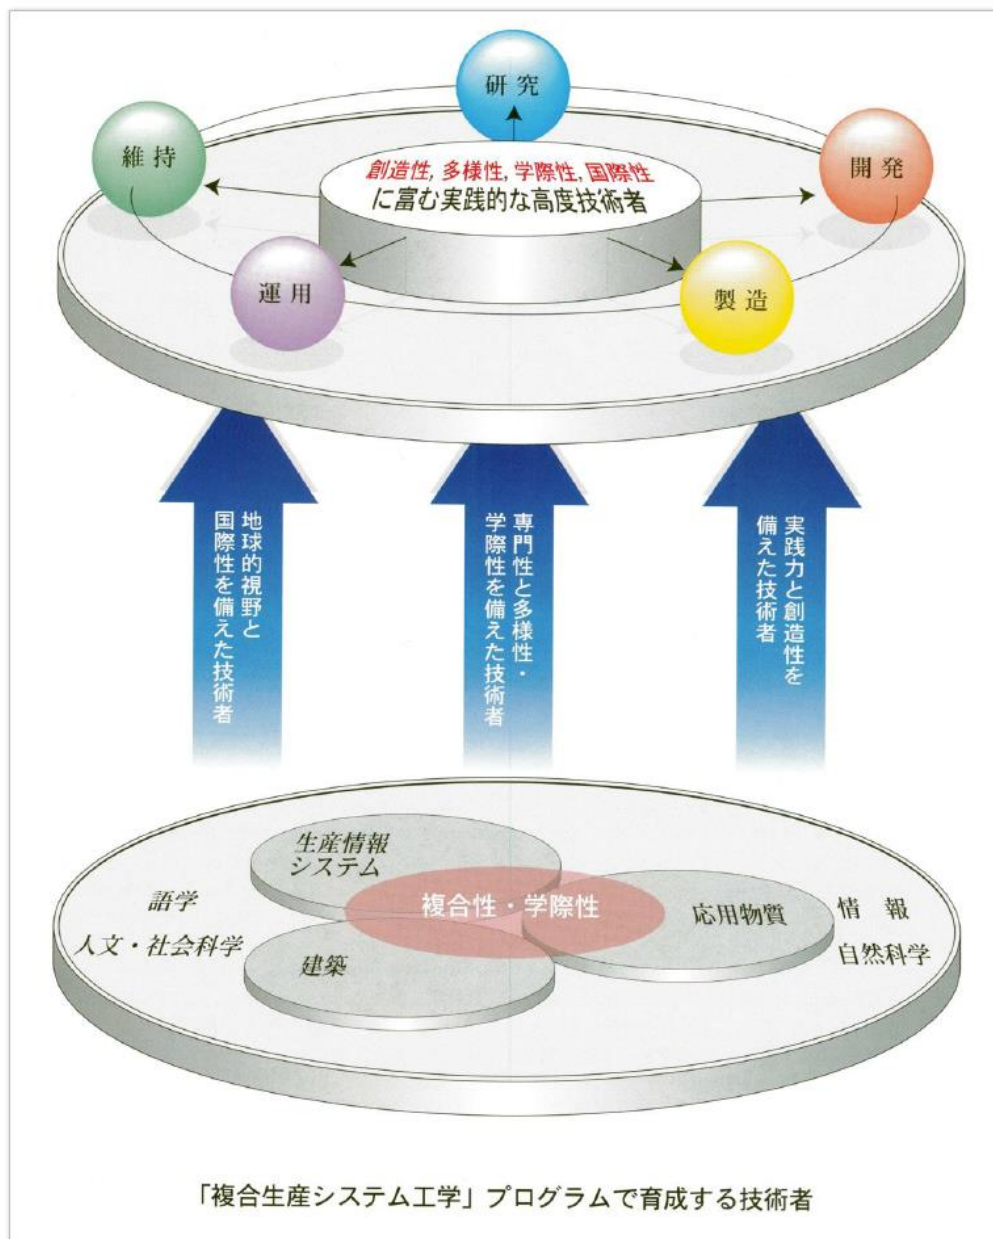 研究
維持
開発
創造性, 多様性, 学際性, 国際性
に富む実践的な高度技術者
運用
製造
地球的視野と
国際性を備えた技術者
専門性と多様性・
学際性を備えた技術者
実践力と創造性を
備えた技術者
生産情報
システム
複合性・学際性
語学
人文・社会科学
応用物質
情報
自然科学
建築
「複合生産システム工学」プログラムで育成する技術者